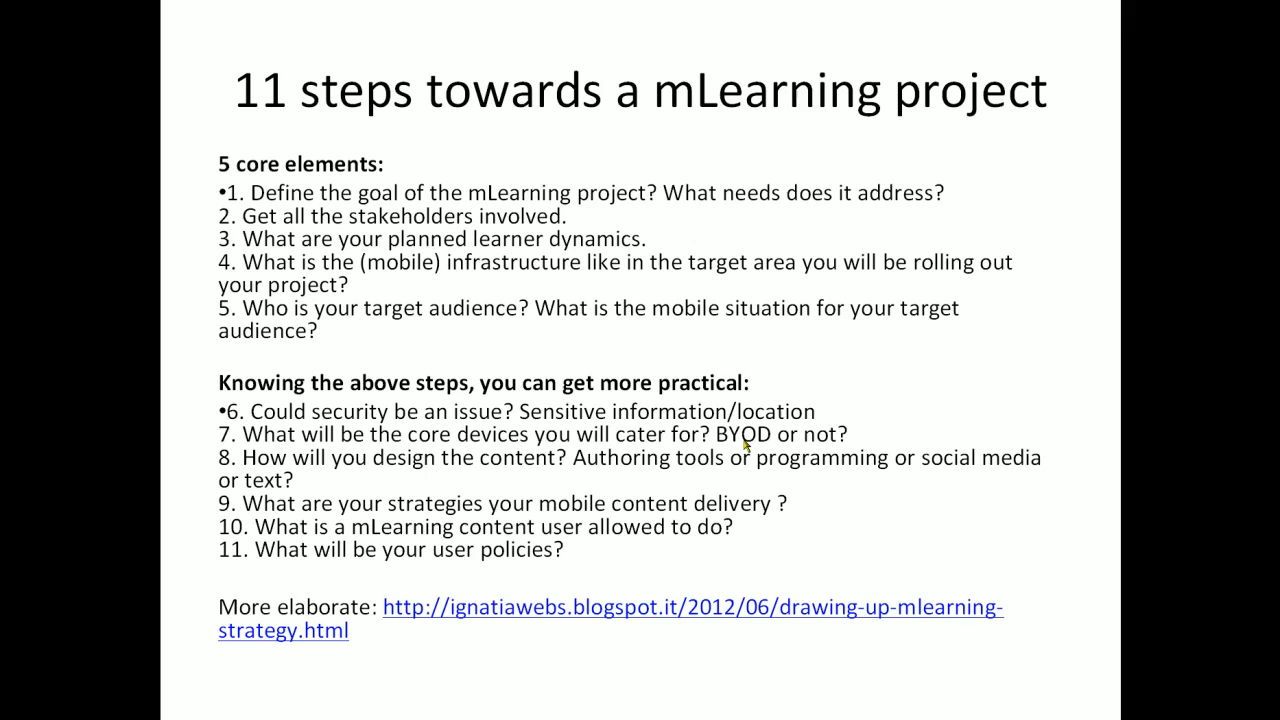 11 steps towards a mLearning project
5 core elements:
•1. Define the goal of the mLearning project? What needs does it address?
2. Get all the stakeholders involved.
3. What are your planned learner dynamics.
4. What is the (mobile) infrastructure like in the target area you will be rolling out
your project?
5. Who is your target audience? What is the mobile situation for your target
audience?
Knowing the above steps, you can get more practical:
•6. Could security be an issue? Sensitive information/location
7. What will be the core devices you will cater for? BYOD or not?
8. How will you design the content? Authoring tools or programming or social media
or text?
9. What are your strategies your mobile content delivery ?
10. What is a mLearning content user allowed to do?
11. What will be your user policies?
More elaborate: http://ignatiawebs.blogspot.it/2012/06/drawing-up-mlearning-
strategy.html